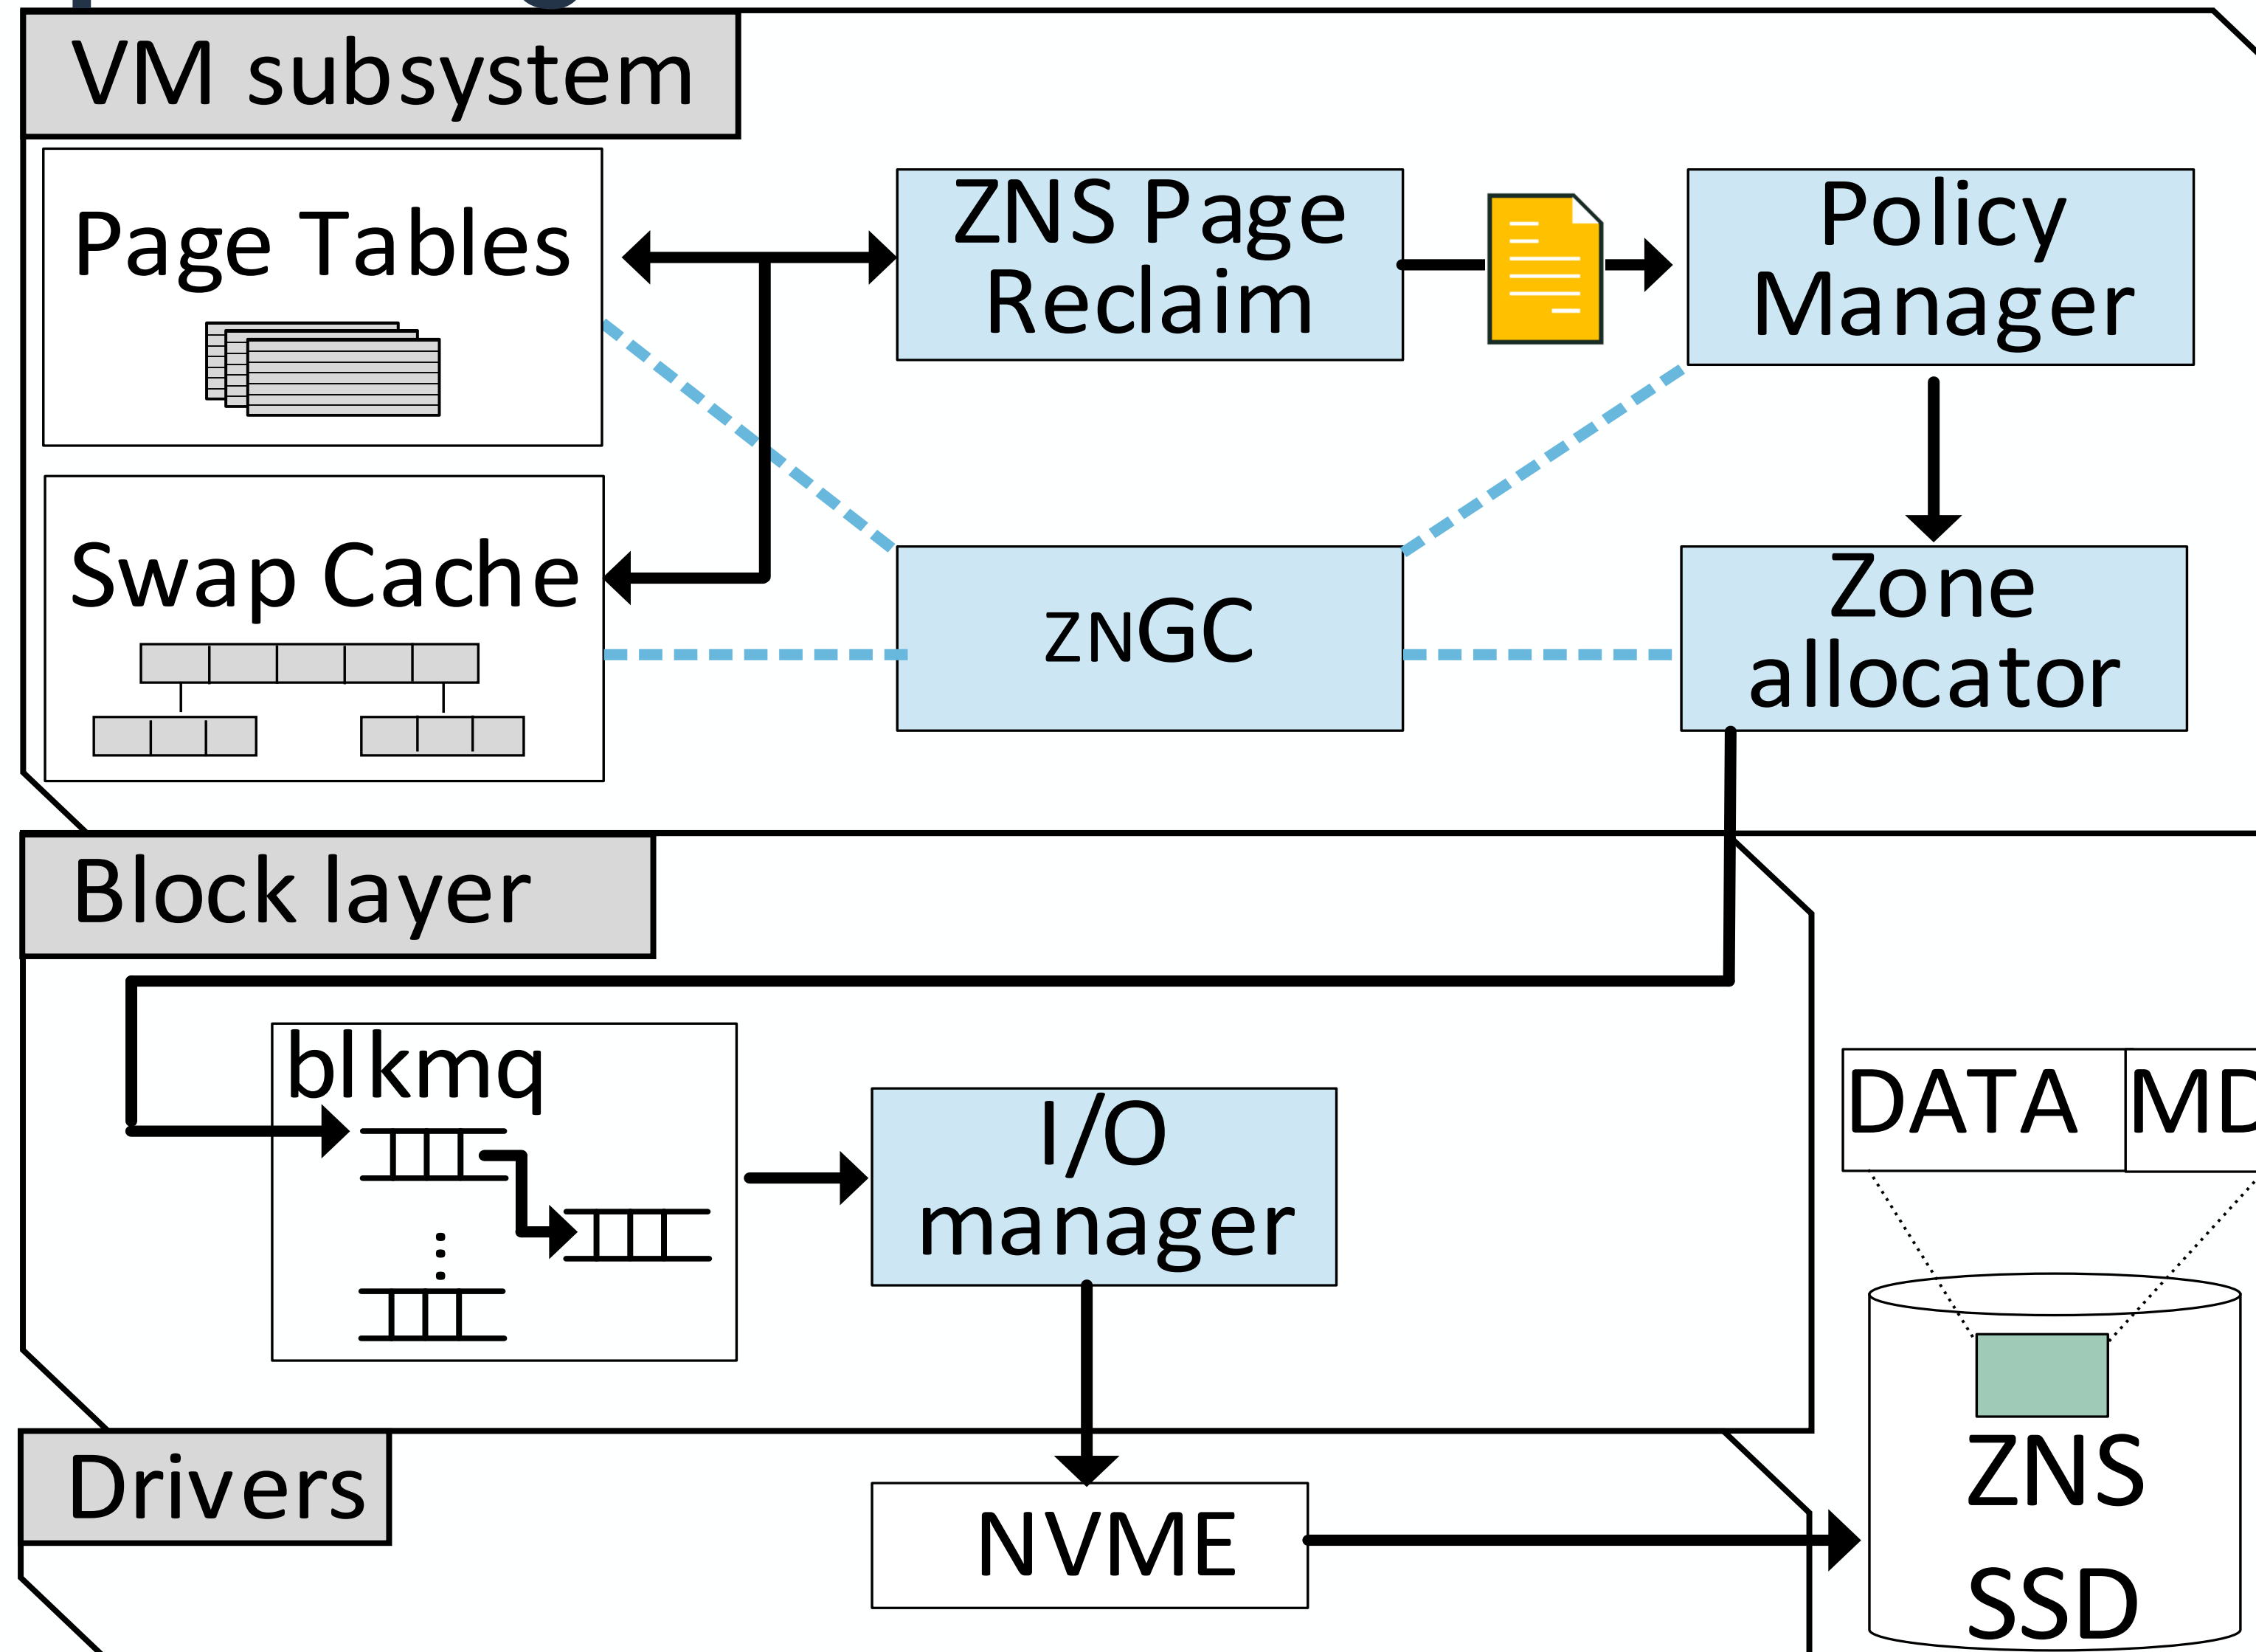 VM subsystem
Page Tables
ZNS Page
Reclaim
Policy
Manager
Swap Cache
ZNGC
Zone
allocator
Block layer
blkmq
I/O
manager
DATA
MD
Drivers
NVME
ZNS
SSD